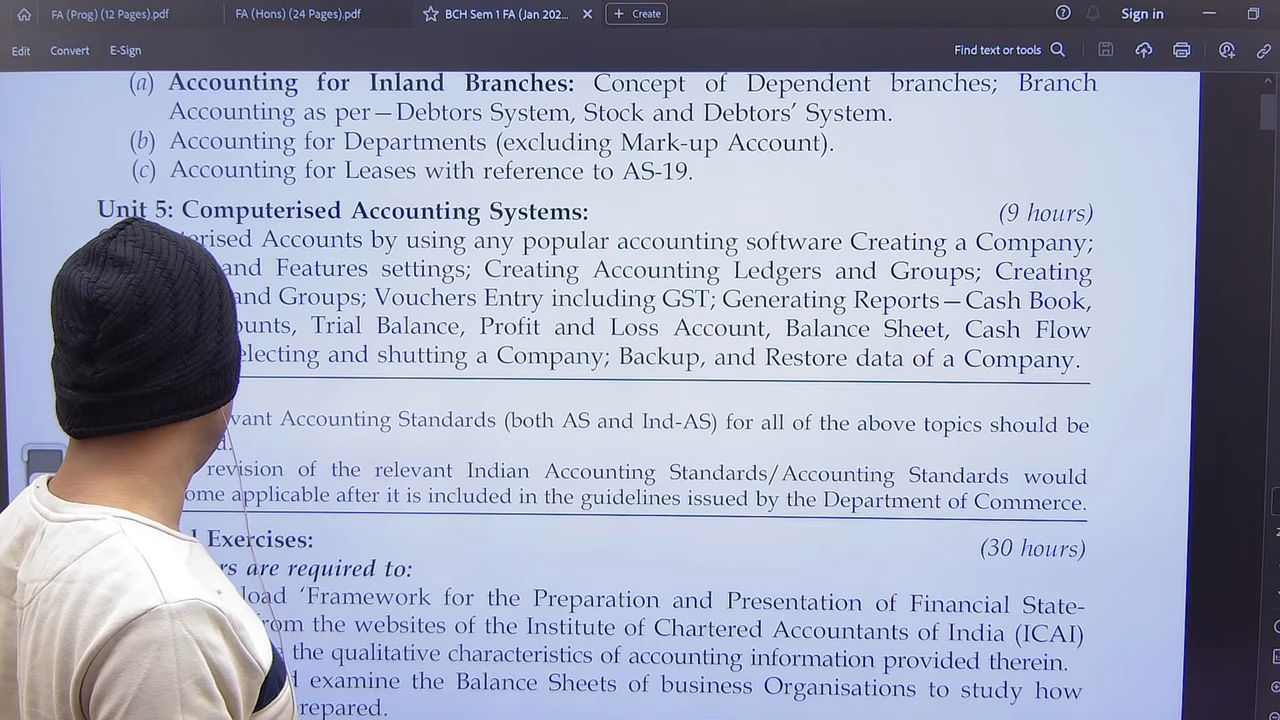 FA (Prog) (12 Pages).pdf
FA (Hons) (24 Pages).pdf
BCH Sem 1 FA (Jan 202...
+ Create
Sign in
Edit
Convert
E-Sign
Find text or tools
(a) Accounting for Inland Branches: Concept of Dependent branches; Branch
Accounting as per—Debtors System, Stock and Debtors' System.
(b) Accounting for Departments (excluding Mark-up Account).
(c) Accounting for Leases with reference to AS-19.
Unit 5: Computerised Accounting Systems: (9 hours)
erised Accounts by using any popular accounting software Creating a Company;
and Features settings; Creating Accounting Ledgers and Groups; Creating
and Groups; Vouchers Entry including GST; Generating Reports—Cash Book,
ounts, Trial Balance, Profit and Loss Account, Balance Sheet, Cash Flow
electing and shutting a Company; Backup, and Restore data of a Company.
vant Accounting Standards (both AS and Ind-AS) for all of the above topics should be
d.
revision of the relevant Indian Accounting Standards/Accounting Standards would
ome applicable after it is included in the guidelines issued by the Department of Commerce.
l Exercises: (30 hours)
rs are required to:
load 'Framework for the Preparation and Presentation of Financial State-
rom the websites of the Institute of Chartered Accountants of India (ICAI)
the qualitative characteristics of accounting information provided therein.
d examine the Balance Sheets of business Organisations to study how
repared.